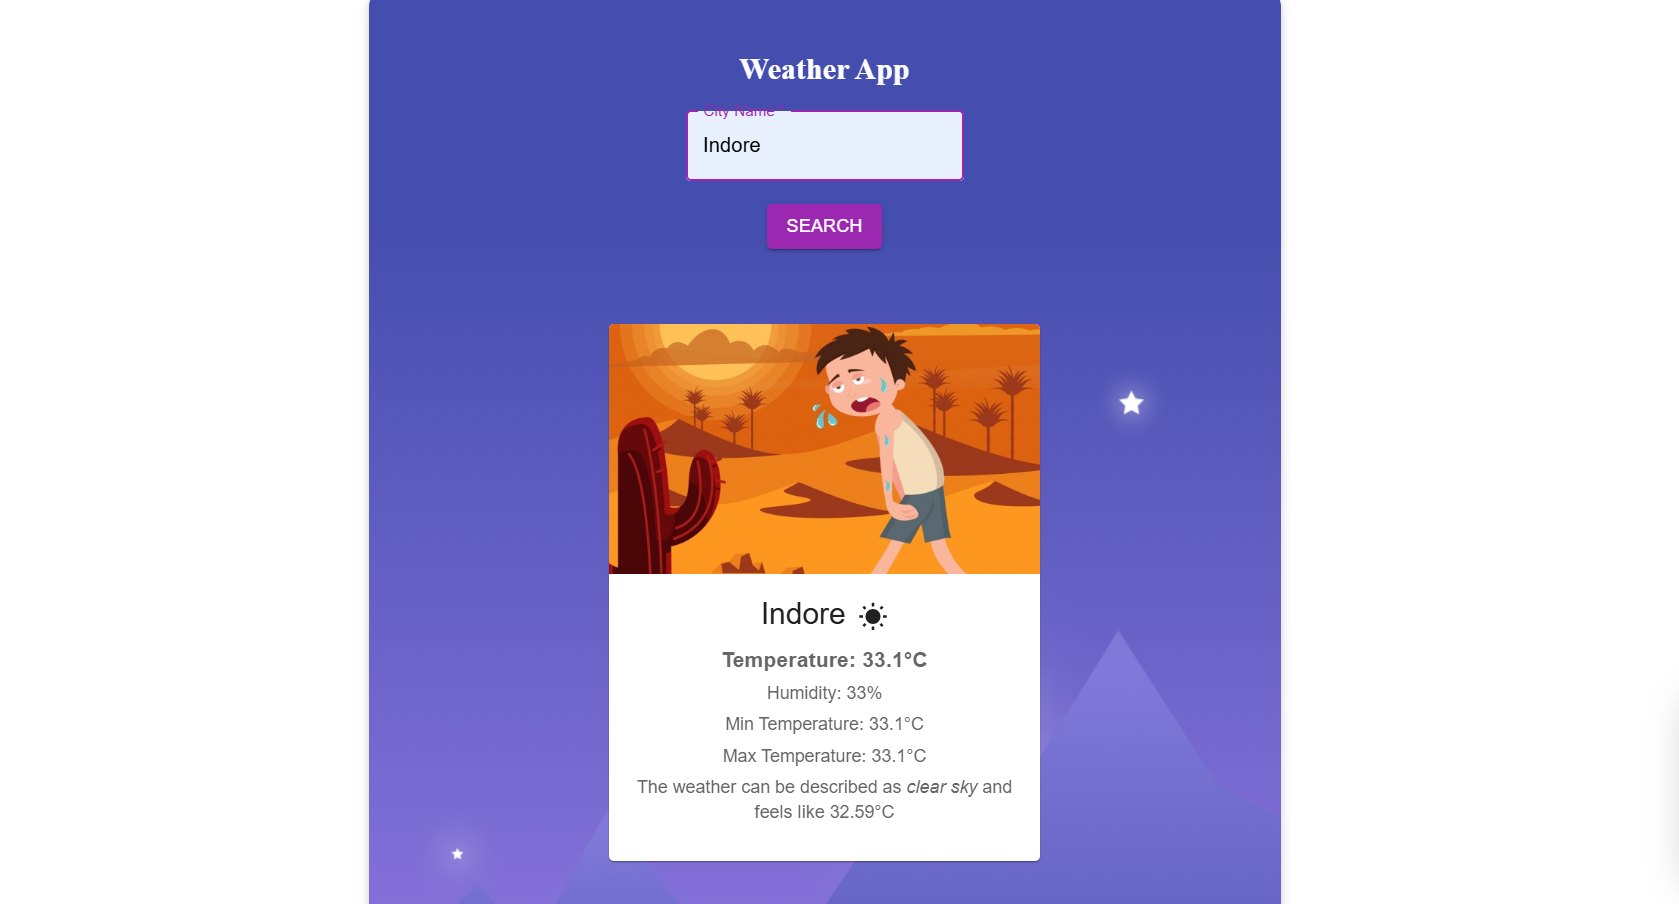 Weather App
City Name *
Indore
SEARCH
Indore
Temperature: 33.1°C
Humidity: 33%
Min Temperature: 33.1°C
Max Temperature: 33.1°C
The weather can be described as clear sky and
feels like 32.59°C